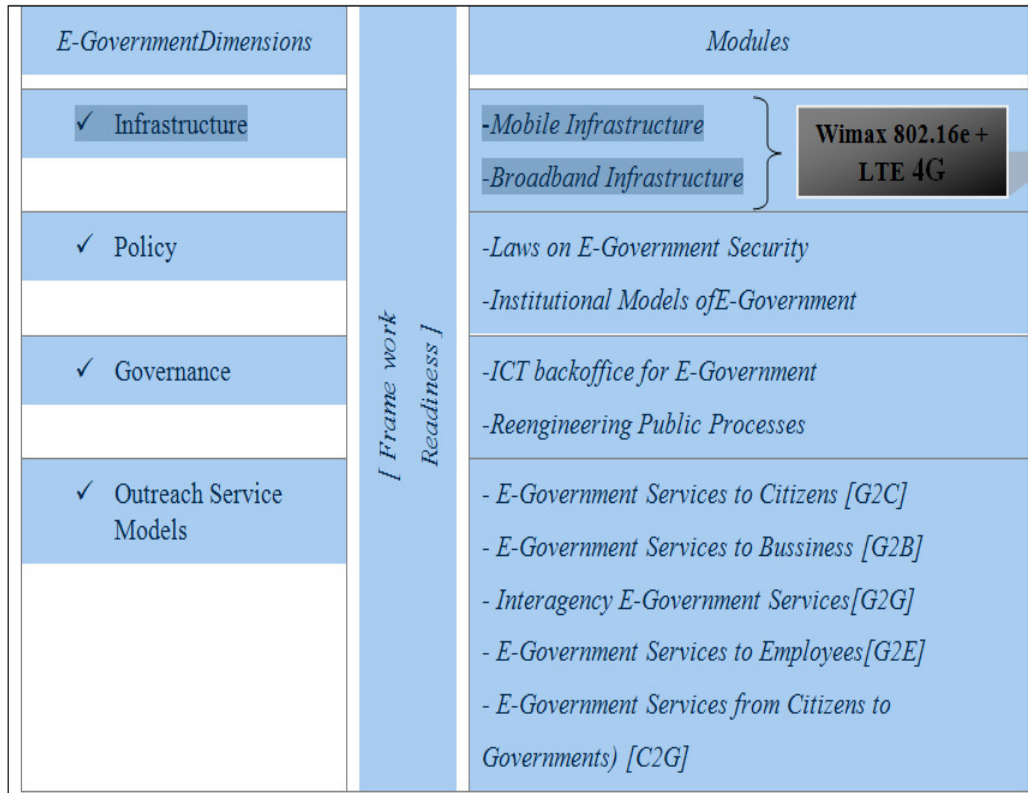 E-GovernmentDimensions
Modules
✓ Infrastructure
-Mobile Infrastructure
-Broadband Infrastructure
Wimax 802.16e +
LTE 4G
✓ Policy
-Laws on E-Government Security
-Institutional Models ofE-Government
[ Frame work
Readiness ]
✓ Governance
-ICT backoffice for E-Government
-Reengineering Public Processes
✓ Outreach Service
Models
- E-Government Services to Citizens [G2C]
- E-Government Services to Bussiness [G2B]
- Interagency E-Government Services[G2G]
- E-Government Services to Employees[G2E]
- E-Government Services from Citizens to
Governments) [C2G]